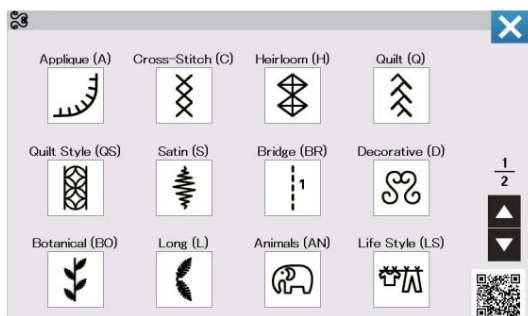 Applique (A) Cross-Stitch (C) Heirloom (H) Quilt (Q)
Quilt Style (QS) Satin (S) Bridge (BR) Decorative (D)
1
1
2
Botanical (BO) Long (L) Animals (AN) Life Style (LS)